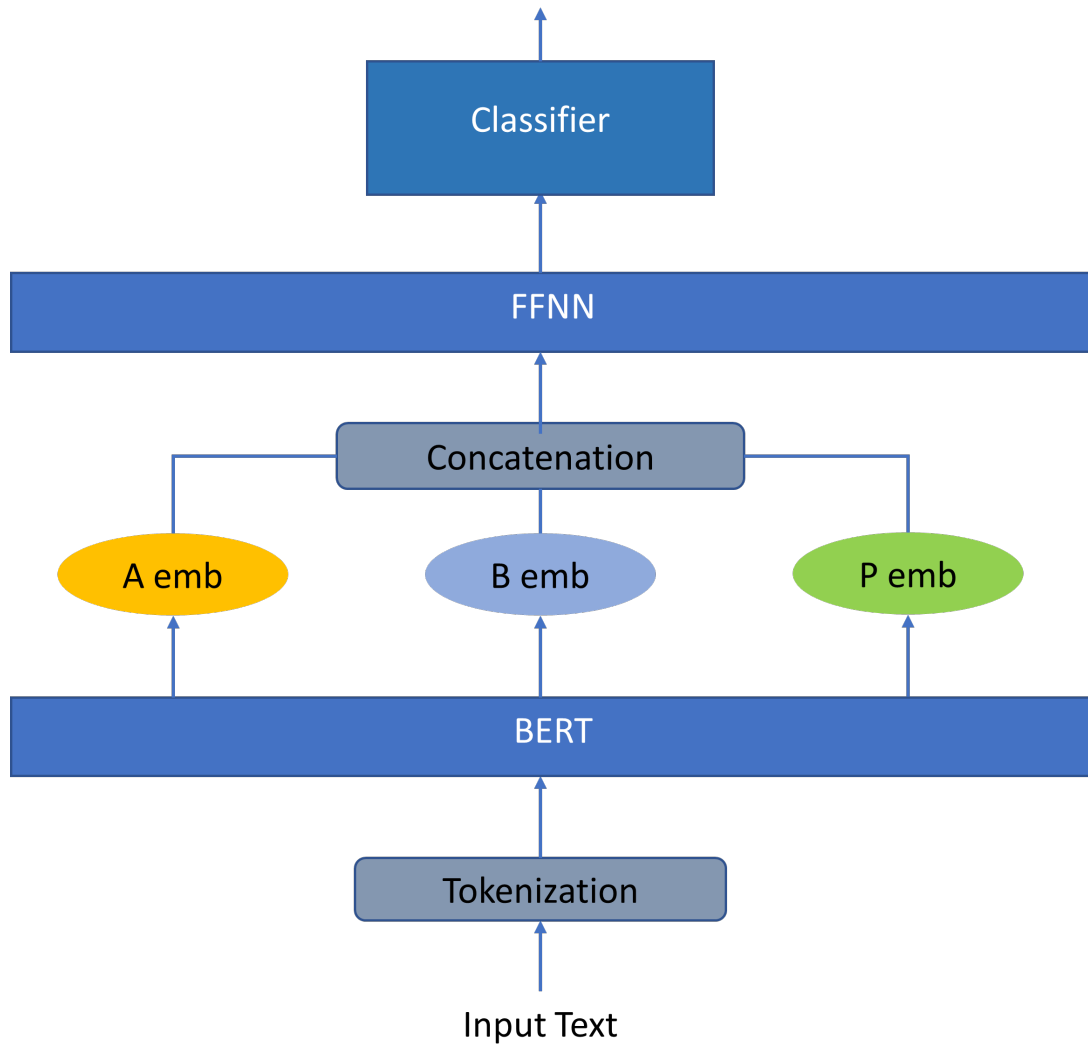 Classifier
FFNN
Concatenation
A emb
B emb
P emb
BERT
Tokenization
Input Text